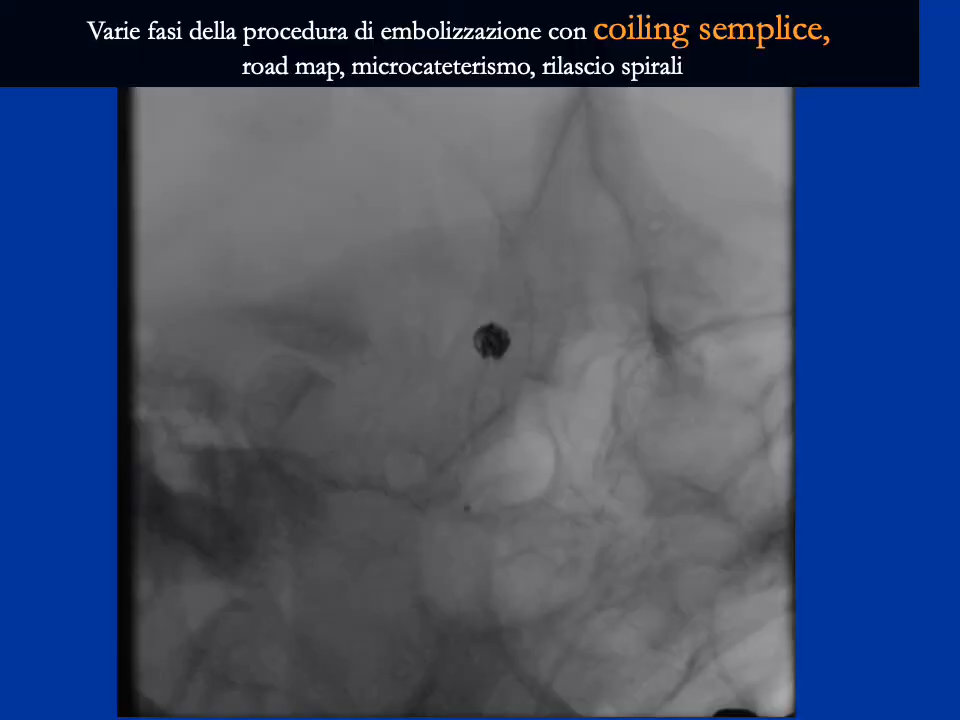 Varie fasi della procedura di embolizzazione con coiling semplice,
road map, microcateterismo, rilascio spirali